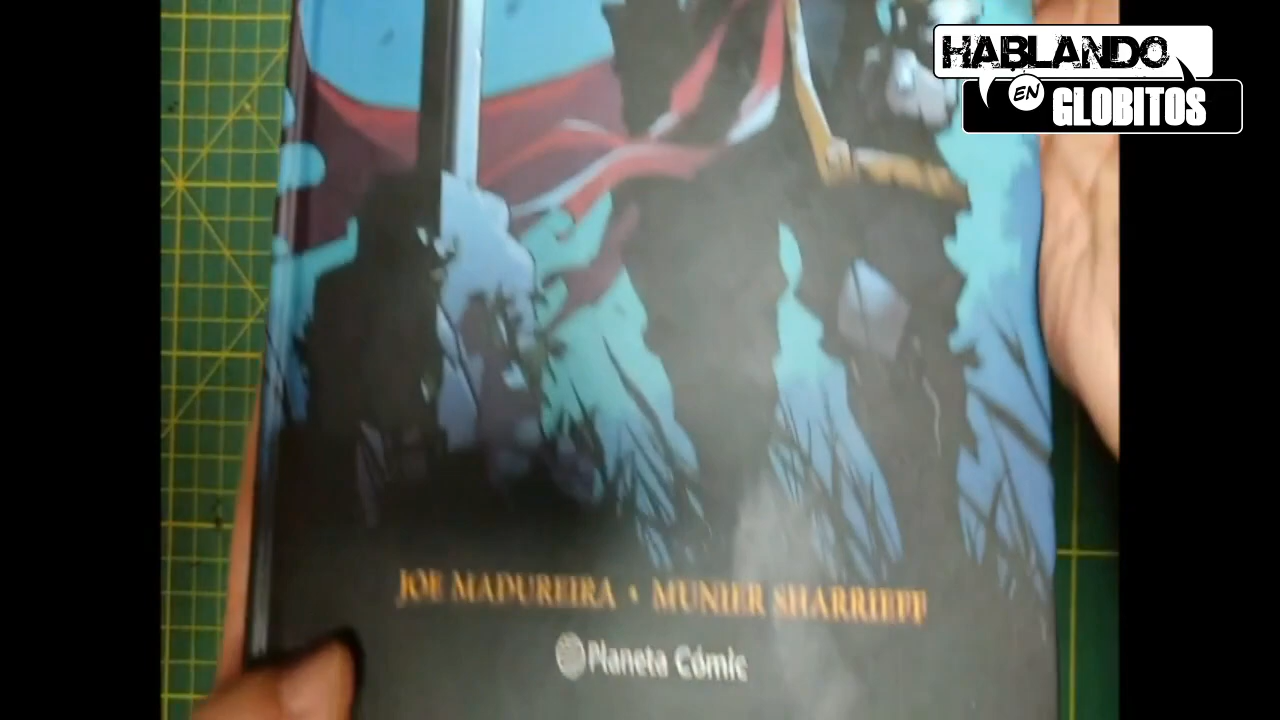 HABLANDO
EN
GLOBITOS
JOE MADUREIRA • MUNIER SHARRIEFF
Planeta Cómic